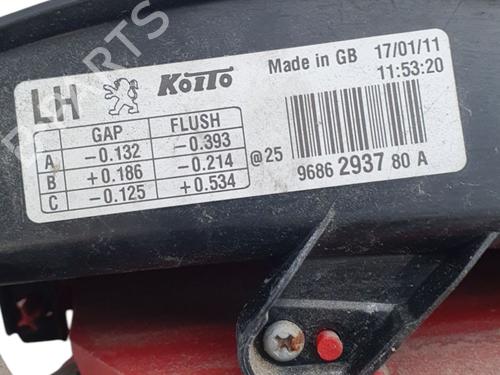 LH KOITO Made in GB 17/01/11
11:53:20
GAP FLUSH
A -0.132 -0.393
B +0.186 -0.214
C -0.125 +0.534
@25
9686 2937 80 A
B-PARTS